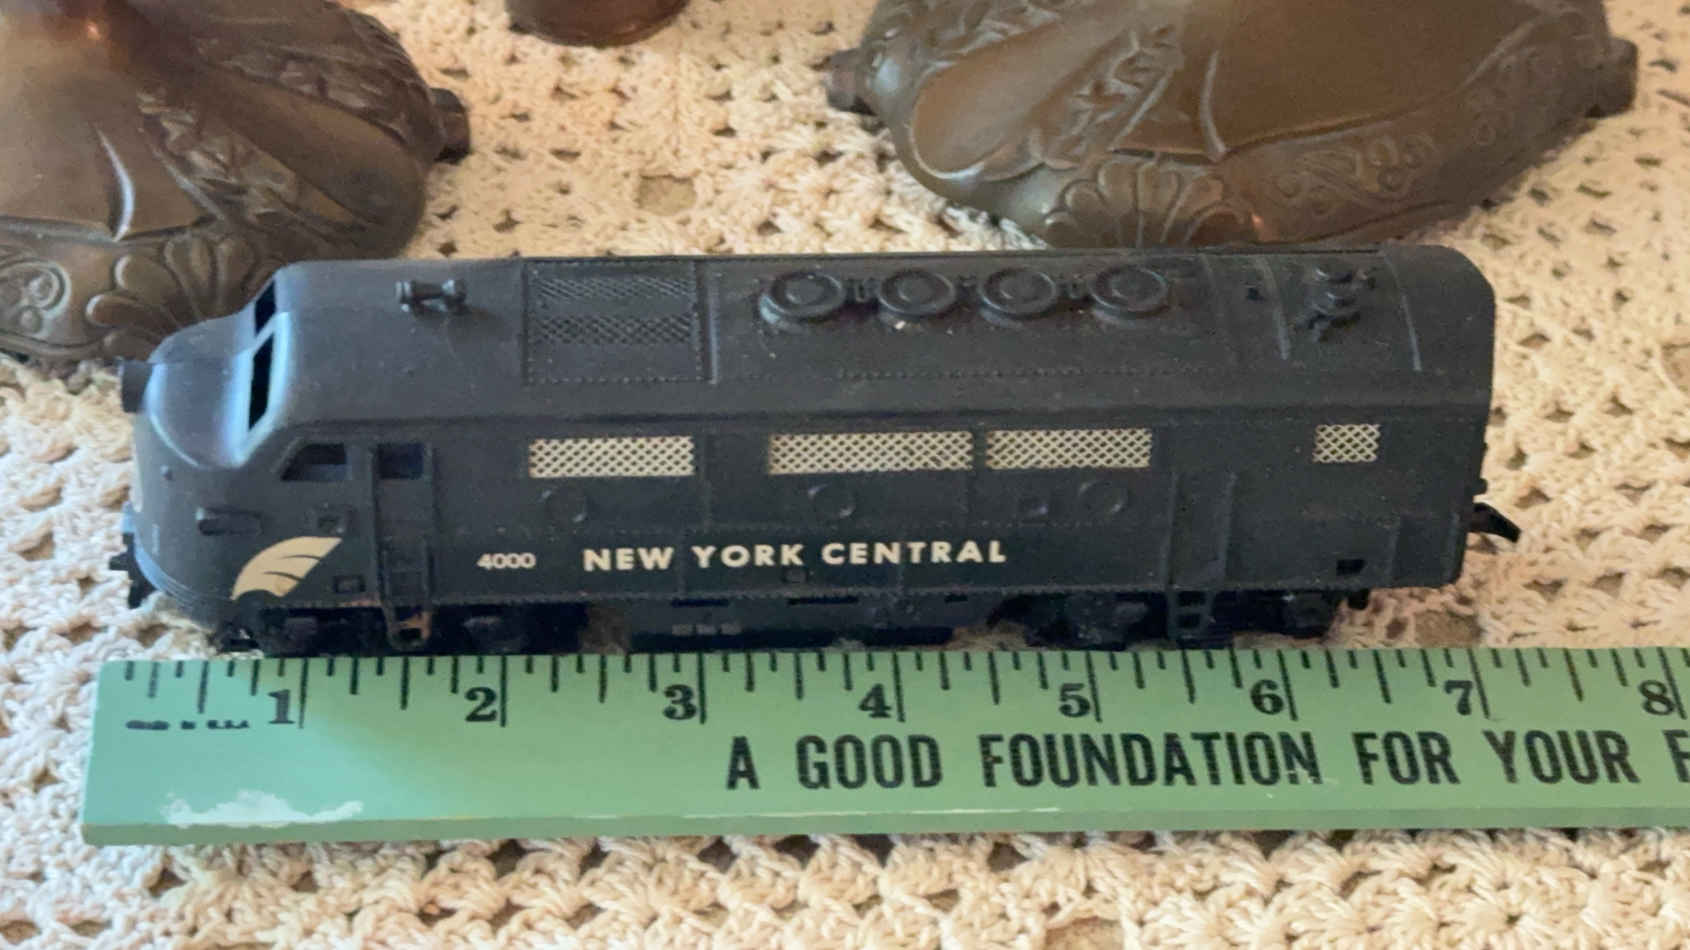 4000 NEW YORK CENTRAL
1 2 3 4 5 6 7 8
A GOOD FOUNDATION FOR YOUR